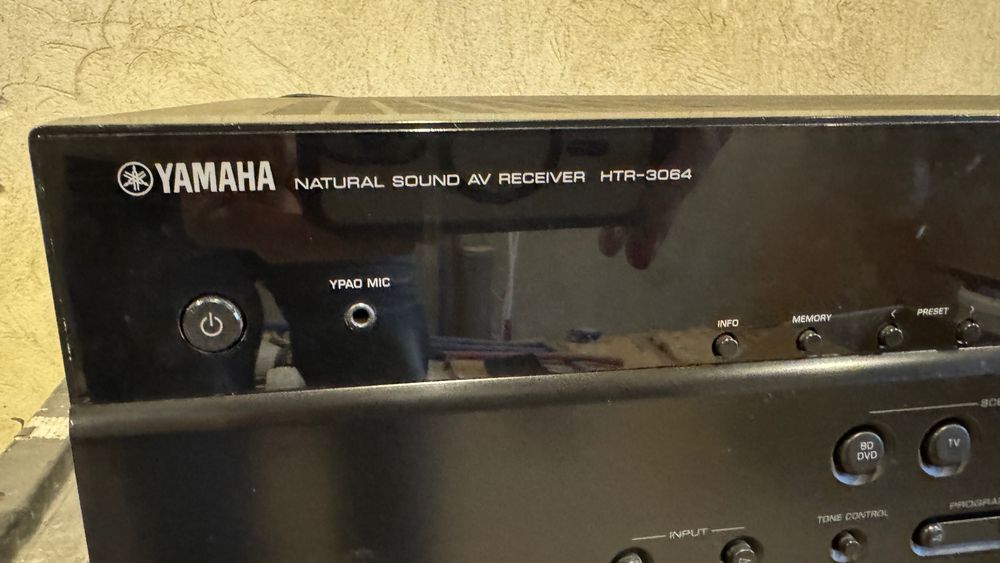 YAMAHA NATURAL SOUND AV RECEIVER HTR-3064
YPAO MIC
INFO
MEMORY
< PRESET >
BD
DVD
TV
TONE CONTROL
INPUT